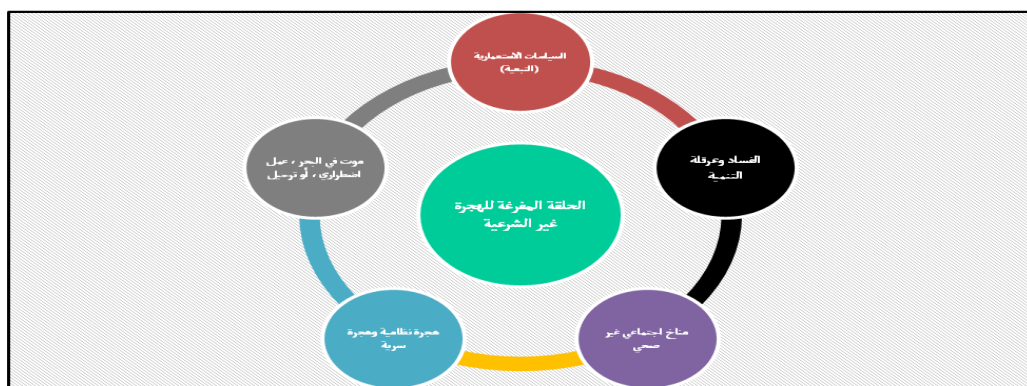 السياسات الاستعمارية
(التبعية)
الفساد وعرقلة
التنمية
مناخ اجتماعي غير
صحي
هجرة نظامية وهجرة
سرية
موت في البحر ، عمل
اضطراري ، أو ترحيل
الحلقة المفرغة للهجرة
غير الشرعية